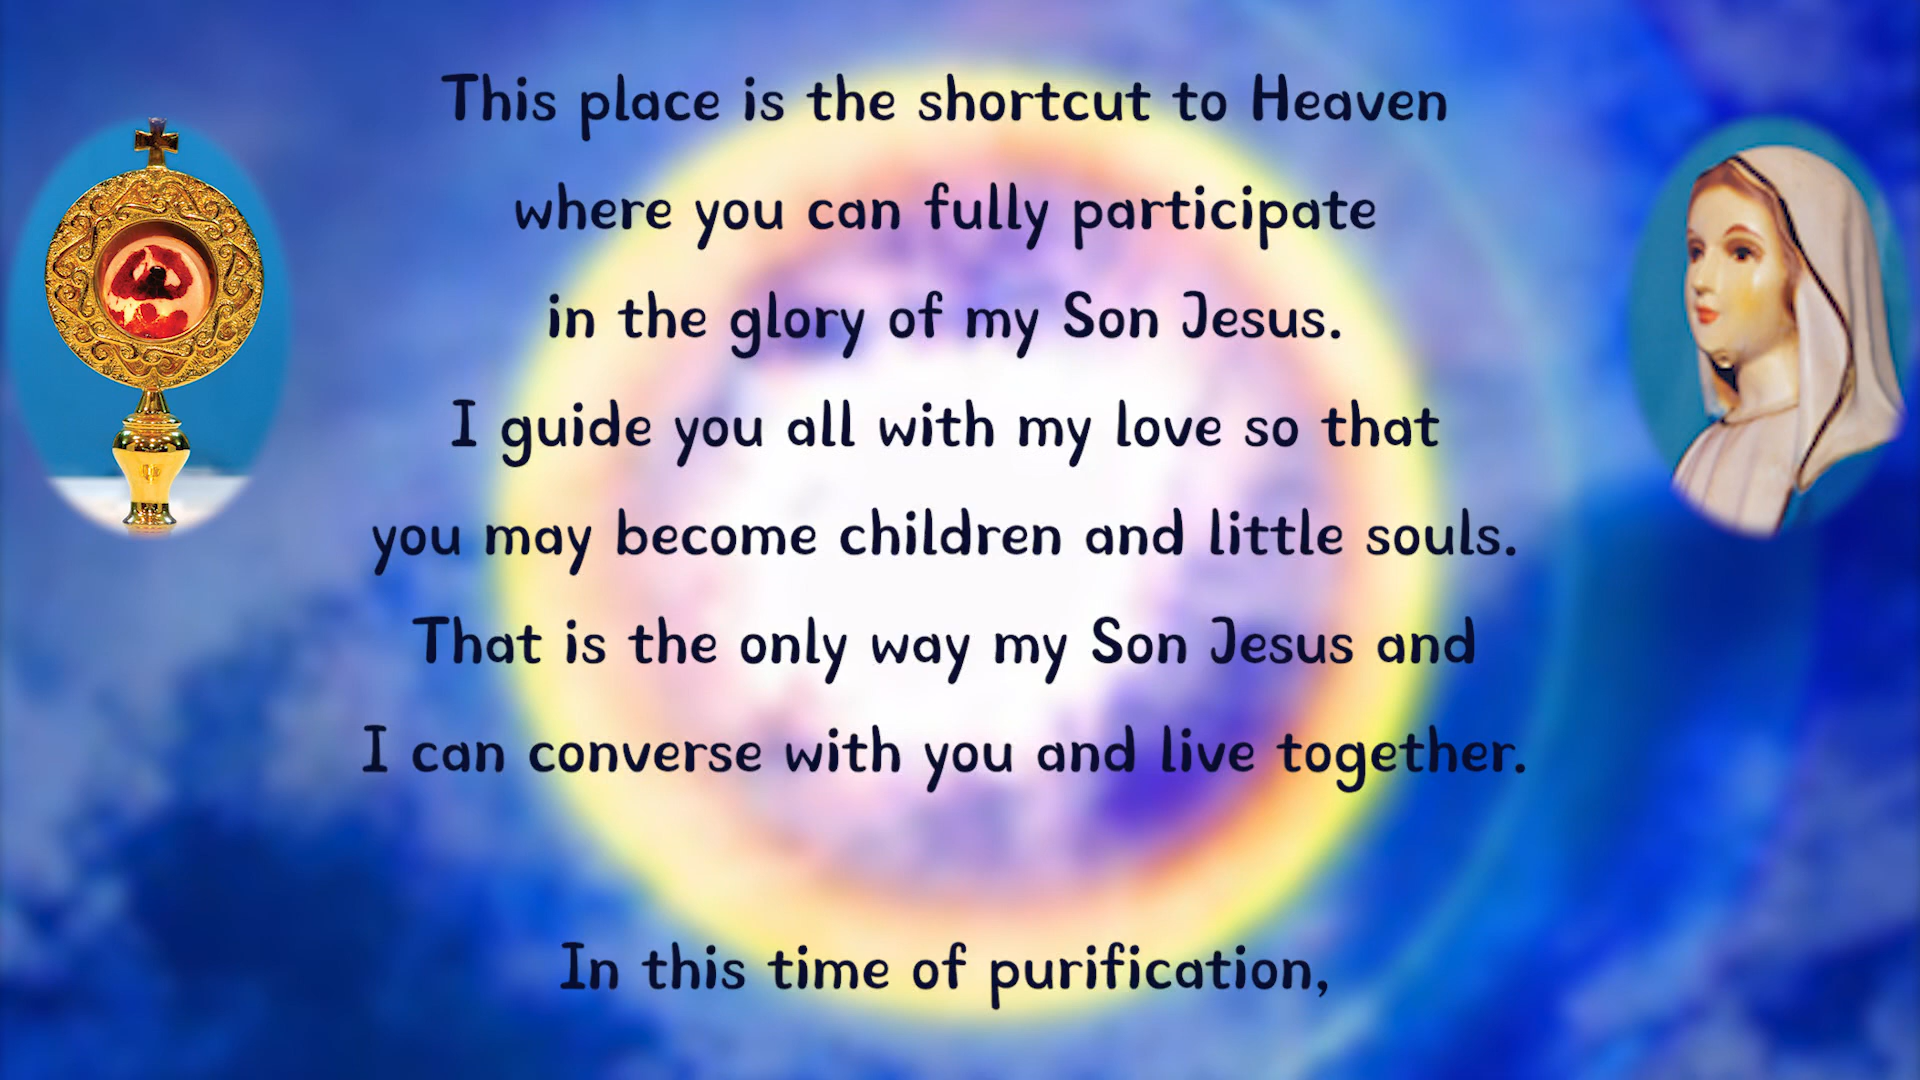 This place is the shortcut to Heaven
where you can fully participate
in the glory of my Son Jesus.
I guide you all with my love so that
you may become children and little souls.
That is the only way my Son Jesus and
I can converse with you and live together.
In this time of purification,